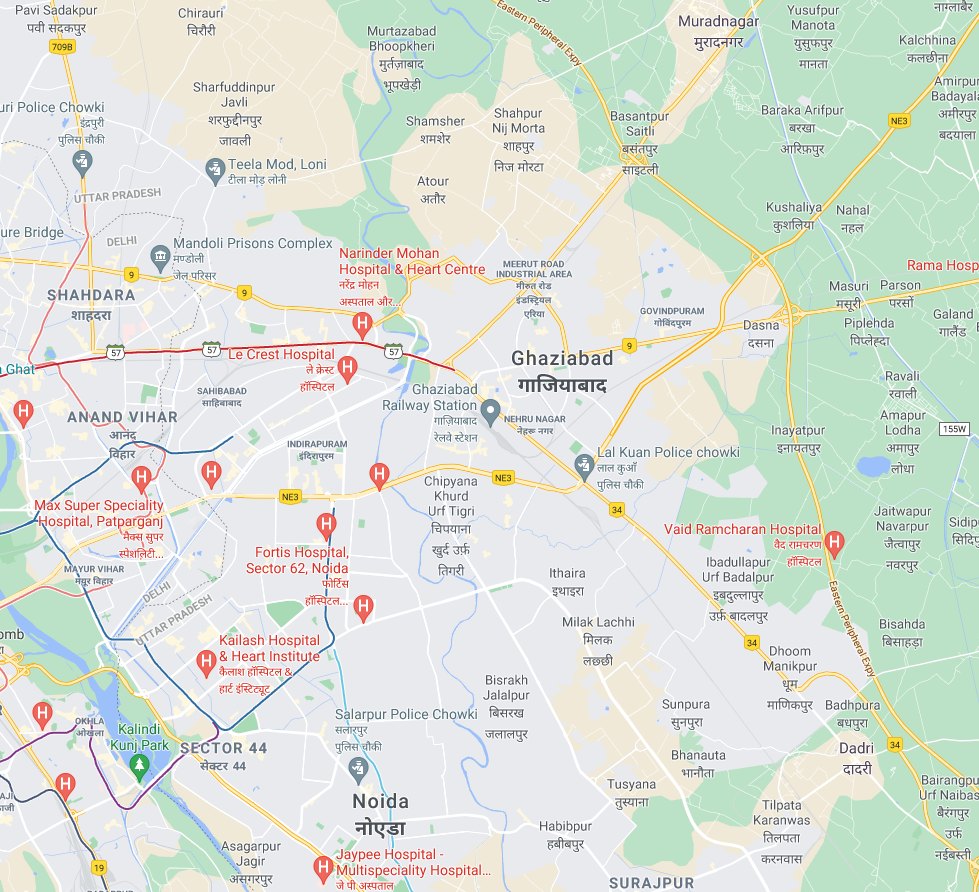 Pavi Sadakpur
पवी सदकपुर
709B
Chirauri
चिरौरी
Murtazabad
Bhoopkheri
मुर्तज़ाबाद
भूपखेड़ी
Eastern Peripheral Expy
Muradnagar
मुरादनगर
Yusufpur
Manota
युसुफपुर
मानता
Kalchhina
कलछीना
Sharfuddinpur
Javli
शरफुद्दीनपुर
जावली
Shamsher
शमशेर
Shahpur
Nij Morta
शाहपुर
निज मोरटा
Basantpur
Saitli
बसंतपुर
साइटली
Baraka Arifpur
बरखा
आरिफ़पुर
NE3
Amirpur
Badayala
अमीरपुर
बदयाला
Police Chowki
इंद्रपुरी
पुलिस चौकी
Teela Mod, Loni
टीला मोड़ लोनी
Atour
अतौर
UTTAR PRADESH
DELHI
Mandoli Prisons Complex
मण्डोली
जेल परिसर
Bridge
Kushaliya
कुशलिया
Nahal
नहल
9
9
SHAHDARA
शाहदरा
Narinder Mohan
Hospital & Heart Centre
नरेंद्र मोहन
अस्पताल और...
MEERUT ROAD
INDUSTRIAL AREA
मीरुत रोड
इंडस्ट्रियल
एरिया
GOVINDPURAM
गोविंदपुरम
Rama
Masuri
मसूरी
Parson
परसों
Dasna
दसना
Piplehda
पिप्लेह्दा
Galand
गालैंड
57
57
57
9
Ghat
Le Crest Hospital
ले क्रेस्ट
हॉस्पिटल
Ghaziabad
गाजियाबाद
Ghaziabad
Railway Station
गाज़ियाबाद
रेलवे स्टेशन
NEHRU NAGAR
नेहरू नगर
SAHIBABAD
साहिबाबाद
ANAND VIHAR
आनंद
विहार
INDIRAPURAM
इंदिरापुरम
Ravali
रवाली
Amapur
Lodha
अमापुर
लोधा
155W
Inayatpur
इनायतपुर
Lal Kuan Police chowki
लाल कुआँ
पुलिस चौकी
NE3
NE3
34
Chipyana
Khurd
Urf Tigri
चिपयाना
खुर्द उर्फ़
तिगरी
Max Super Speciality
Hospital, Patparganj
मैक्स सुपर
स्पेशलिटी...
MAYUR VIHAR
मयूर विहार
Fortis Hospital,
Sector 62, Noida
फोर्टिस
हॉस्पिटल...
Vaid Ramcharan Hospital
वैद रामचरण
हॉस्पिटल
Jaitwapur
Navarpur
जैत्वापुर
नवरपुर
Ibadullapur
Urf Badalpur
इबदुल्लापुर
उर्फ़ बादलपुर
Ithaira
इथाइरा
DELHI
UTTAR PRADESH
Eastern Peripheral Expy
Milak Lachhi
मिलक
लछछी
Bisahda
बिसाहड़ा
34
Kailash Hospital
& Heart Institute
कैलाश हॉस्पिटल &
हार्ट इंस्टिट्यूट
Dhoom
Manikpur
धूम
माणिकपुर
Bisrakh
Jalalpur
बिसरख
जलालपुर
Sunpura
सुनपुरा
Badhpura
बधपुरा
OKHLA
ओखला
Kalindi
Kunj Park
Salarpur Police Chowki
सलारपुर
पुलिस चौकी
SECTOR 44
सेक्टर 44
34
Bhanauta
भानौता
Dadri
दादरी
Tusyana
तुस्याना
Noida
नोएडा
Bairangpur
Urf Naibas
बैरंगपुर
उर्फ
नईबस्ती
Tilpata
Karanwas
तिलपता
करनवास
Habibpur
हबीबपुर
Asagarpur
Jagir
असगरपुर
Jaypee Hospital -
Multispeciality Hospital...
जे पी अस्पताल
19
SURAJPUR